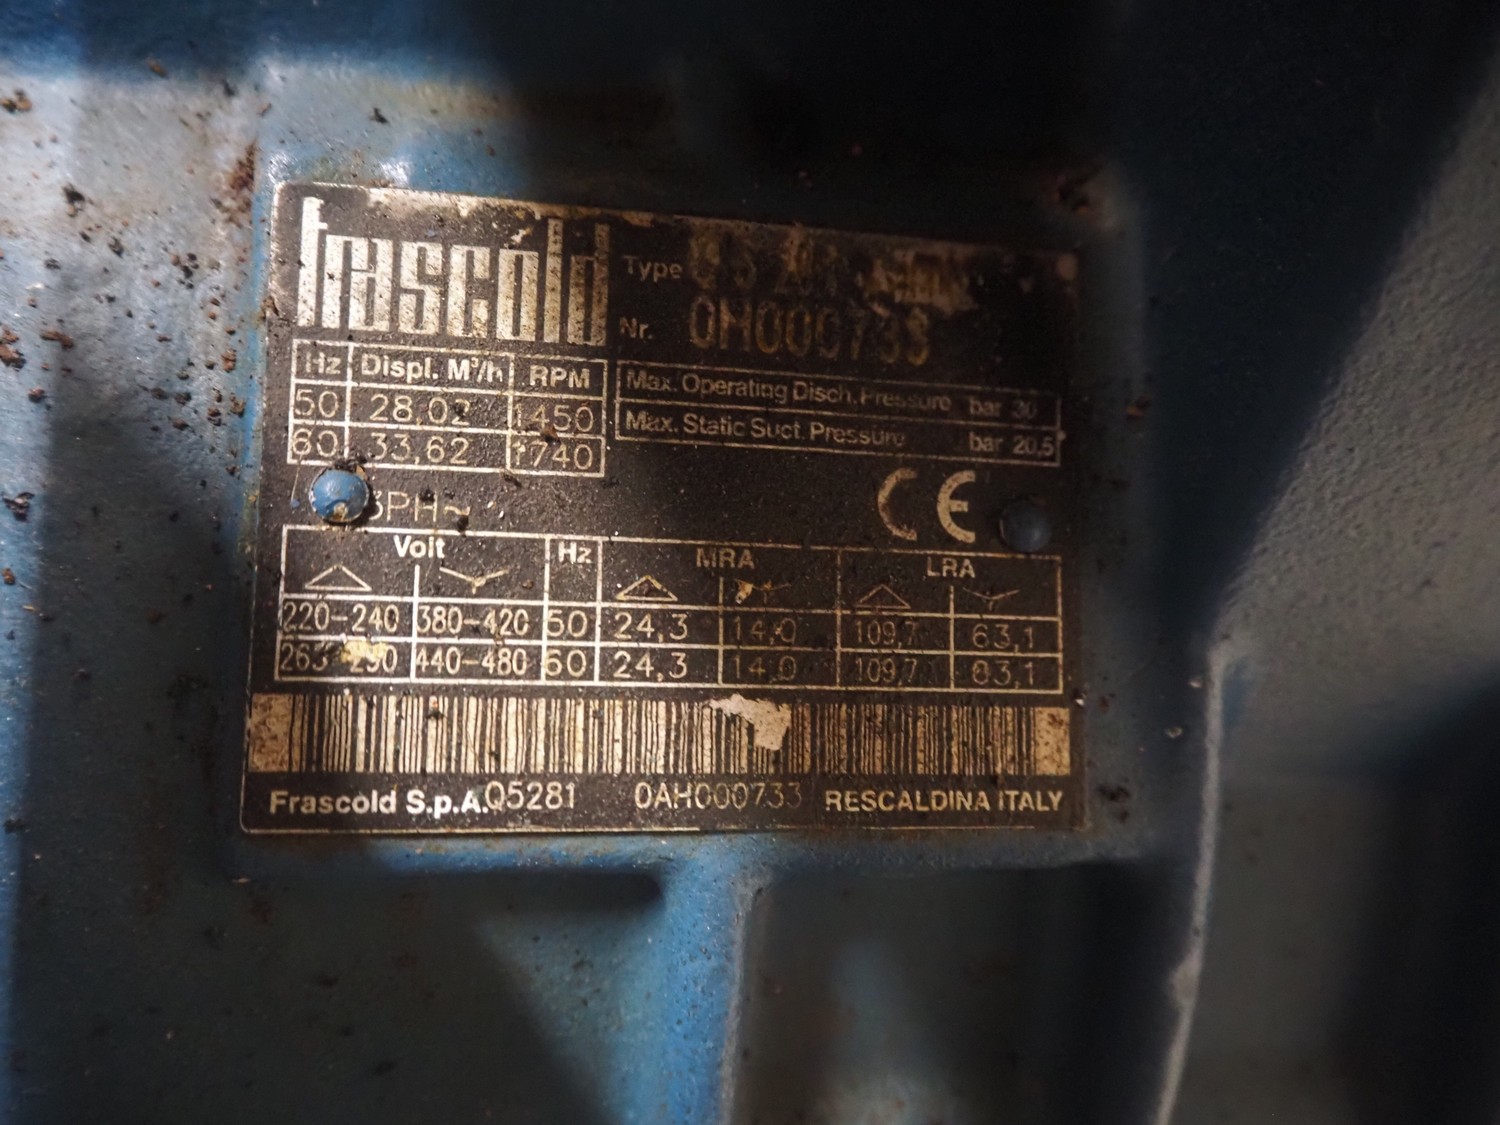 frascold
Type
Nr. 0H000733
Hz Displ. M³/h RPM
50 28,02 1450
60 33,62 1740
Max. Operating Disch. Pressure bar 30
Max. Static Suct. Pressure bar 20,5
3PH~
CE
Volt Hz MRA LRA
220-240 380-420 50 24,3 14,0 109,7 63,1
263-290 440-480 60 24,3 14,0 109,7 63,1
Frascold S.p.A. Q5281 0AH000733 RESCALDINA ITALY